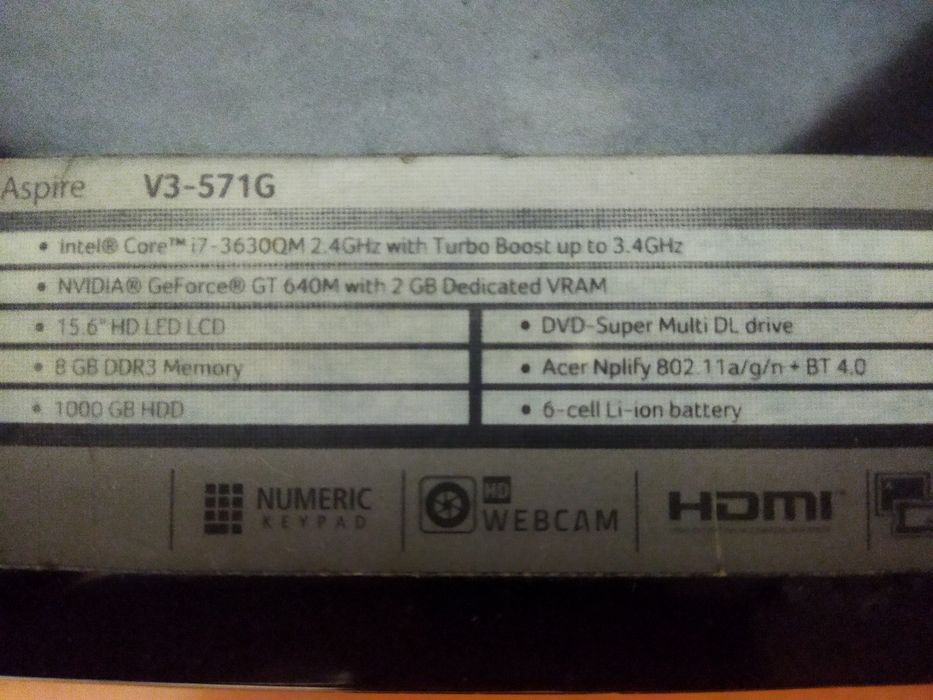 Aspire V3-571G
• Intel® Core™ i7-3630QM 2.4GHz with Turbo Boost up to 3.4GHz
• NVIDIA® GeForce® GT 640M with 2 GB Dedicated VRAM
• 15.6" HD LED LCD
• DVD-Super Multi DL drive
• 8 GB DDR3 Memory
• Acer Nplify 802.11a/g/n + BT 4.0
• 1000 GB HDD
• 6-cell Li-ion battery
NUMERIC
KEYPAD
HD
WEBCAM
HDMI